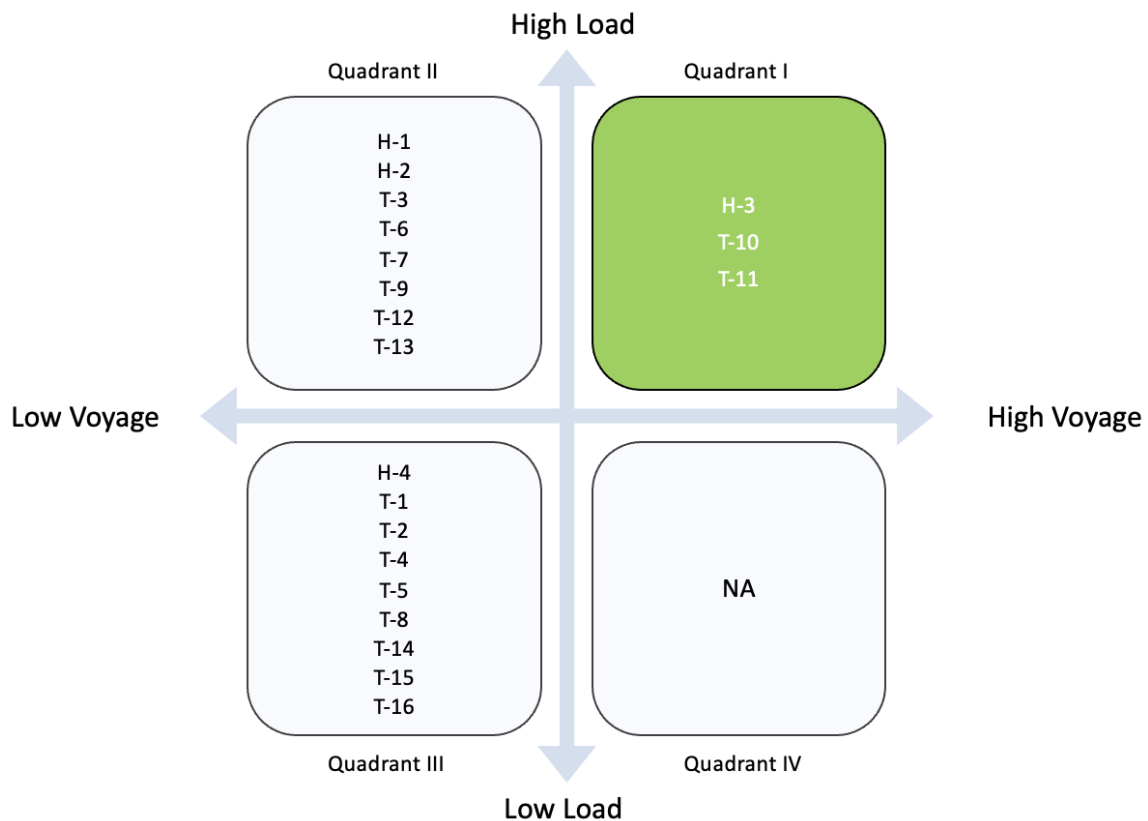 High Load
Quadrant II
Quadrant I
H-1
H-2
T-3
T-6
T-7
T-9
T-12
T-13
H-3
T-10
T-11
Low Voyage
High Voyage
H-4
T-1
T-2
T-4
T-5
T-8
T-14
T-15
T-16
NA
Quadrant III
Quadrant IV
Low Load